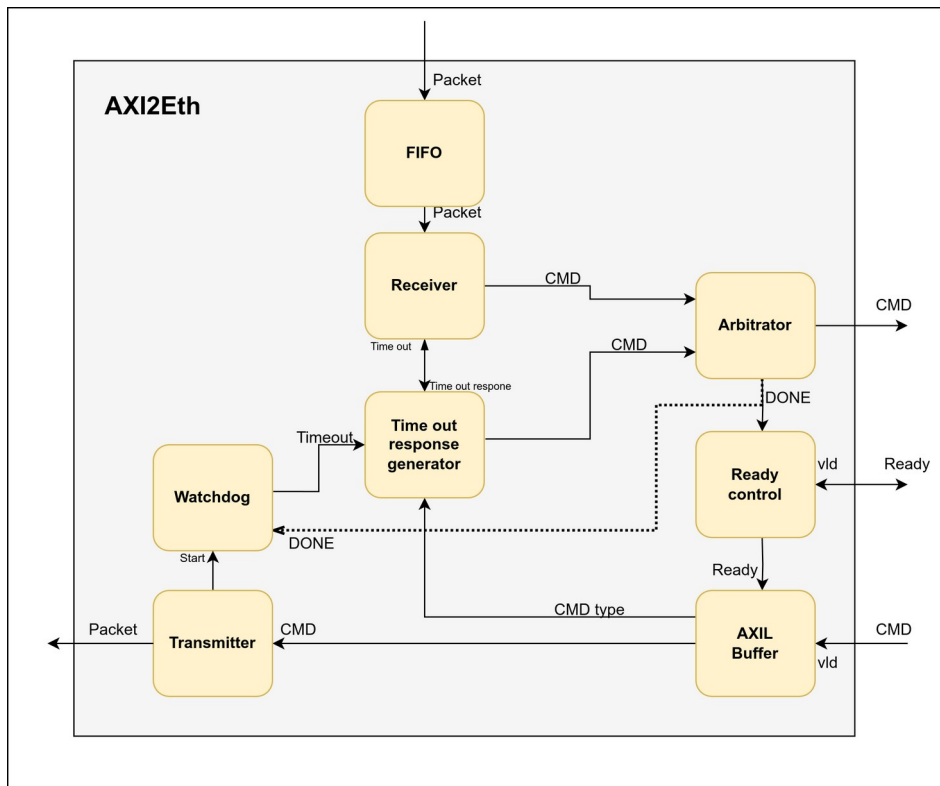 Packet
AXI2Eth
FIFO
Packet
Receiver
CMD
Arbitrator
CMD
Time out
CMD
Time out respone
DONE
Time out
response
generator
Timeout
Watchdog
Ready
control
vld
Ready
DONE
Start
Ready
CMD type
Packet
Transmitter
CMD
AXIL
Buffer
CMD
vld